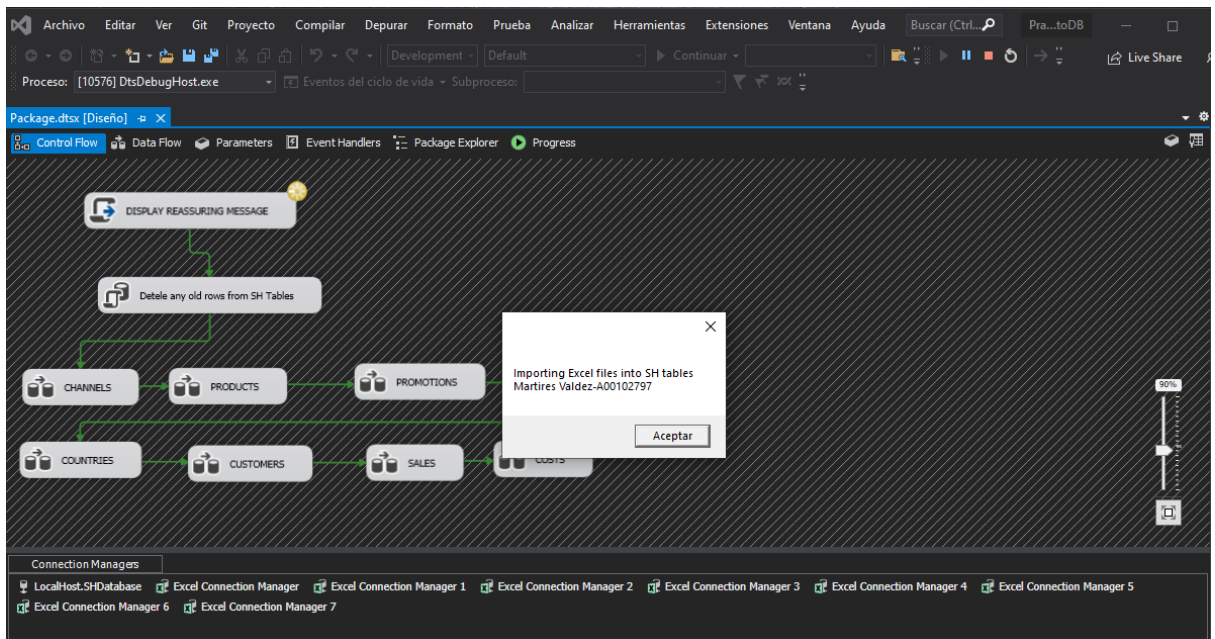 Archivo Editar Ver Git Proyecto Compilar Depurar Formato Prueba Analizar Herramientas Extensiones Ventana Ayuda Buscar (Ctrl... Pra...toDB
Development Default Continuar Live Share
Proceso: [10576] DtsDebugHost.exe Eventos del ciclo de vida Subproceso:
Package.dtsx [Diseño]
Control Flow Data Flow Parameters Event Handlers Package Explorer Progress
DISPLAY REASSURING MESSAGE
Detele any old rows from SH Tables
Importing Excel files into SH tables
Martires Valdez-A00102797
Aceptar
CHANNELS PRODUCTS PROMOTIONS
90%
COUNTRIES CUSTOMERS SALES COSTS
Connection Managers
LocalHost.SHDatabase Excel Connection Manager Excel Connection Manager 1 Excel Connection Manager 2 Excel Connection Manager 3 Excel Connection Manager 4 Excel Connection Manager 5
Excel Connection Manager 6 Excel Connection Manager 7